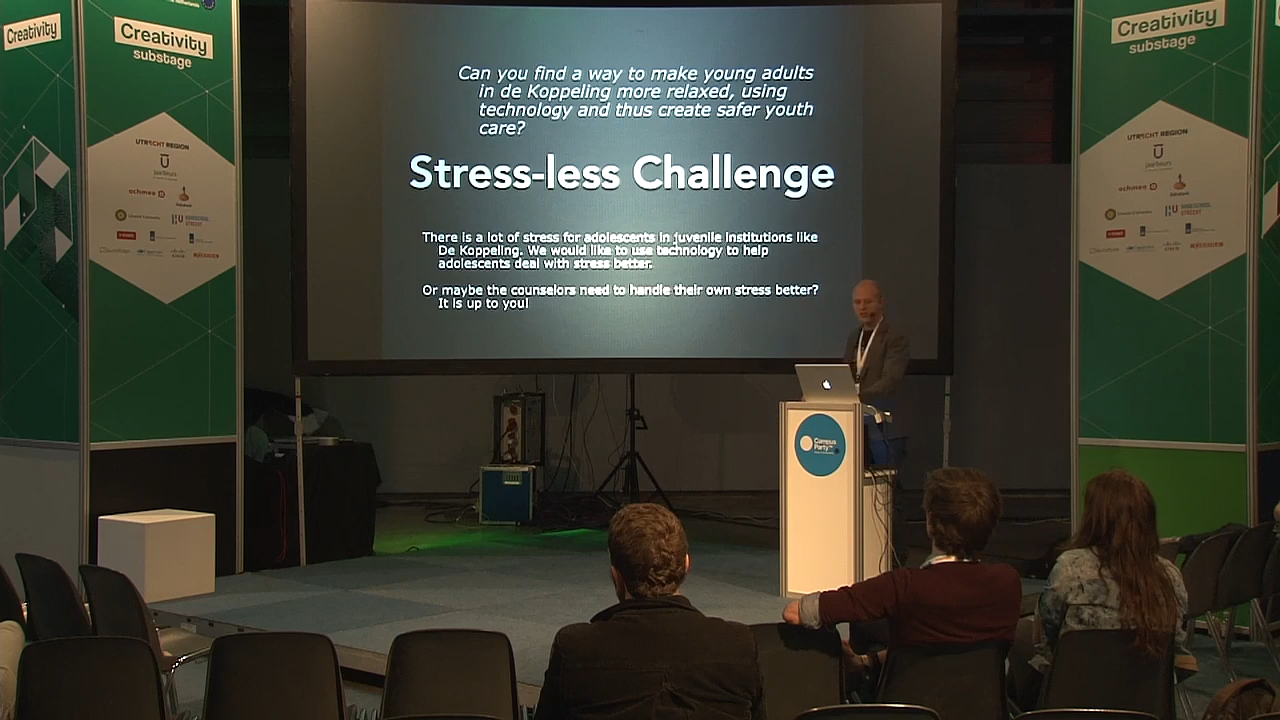 Creativity
Creativity
substage
UTRECHT REGION
jaarbeurs
achmea
Rabobank
Can you find a way to make young adults
in de Koppeling more relaxed, using
technology and thus create safer youth
care?
Stress-less Challenge
There is a lot of stress for adolescents in juvenile institutions like
De Koppeling. We would like to use technology to help
adolescents deal with stress better.
Or maybe the counselors need to handle their own stress better?
It is up to you!
Campus
Party
Creativity
substage
UTRECHT REGION
achmea